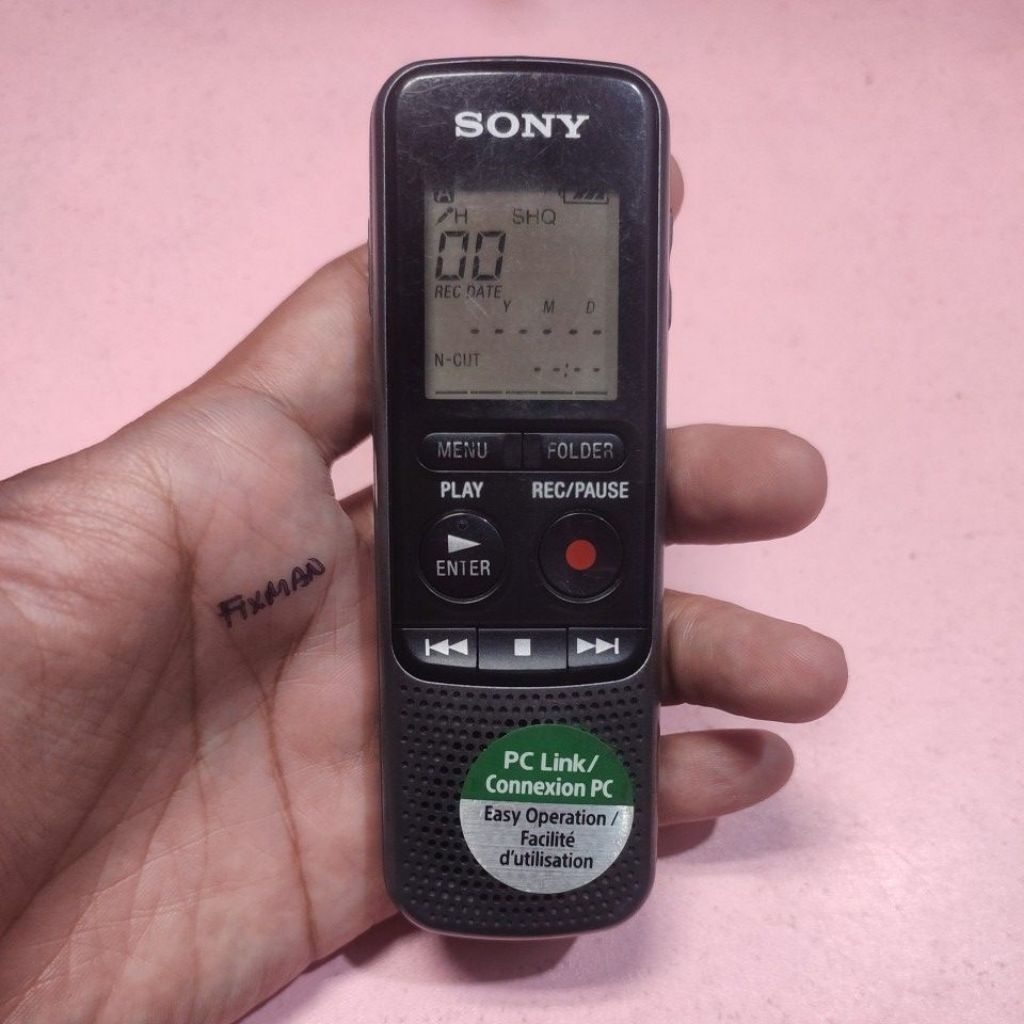 SONY
A
H SHQ
00
REC DATE
Y M D
- - - - - -
N-CUT - - : - -
MENU FOLDER
PLAY REC/PAUSE
ENTER
FIXMAN
PC Link/
Connexion PC
Easy Operation /
Facilité
d'utilisation